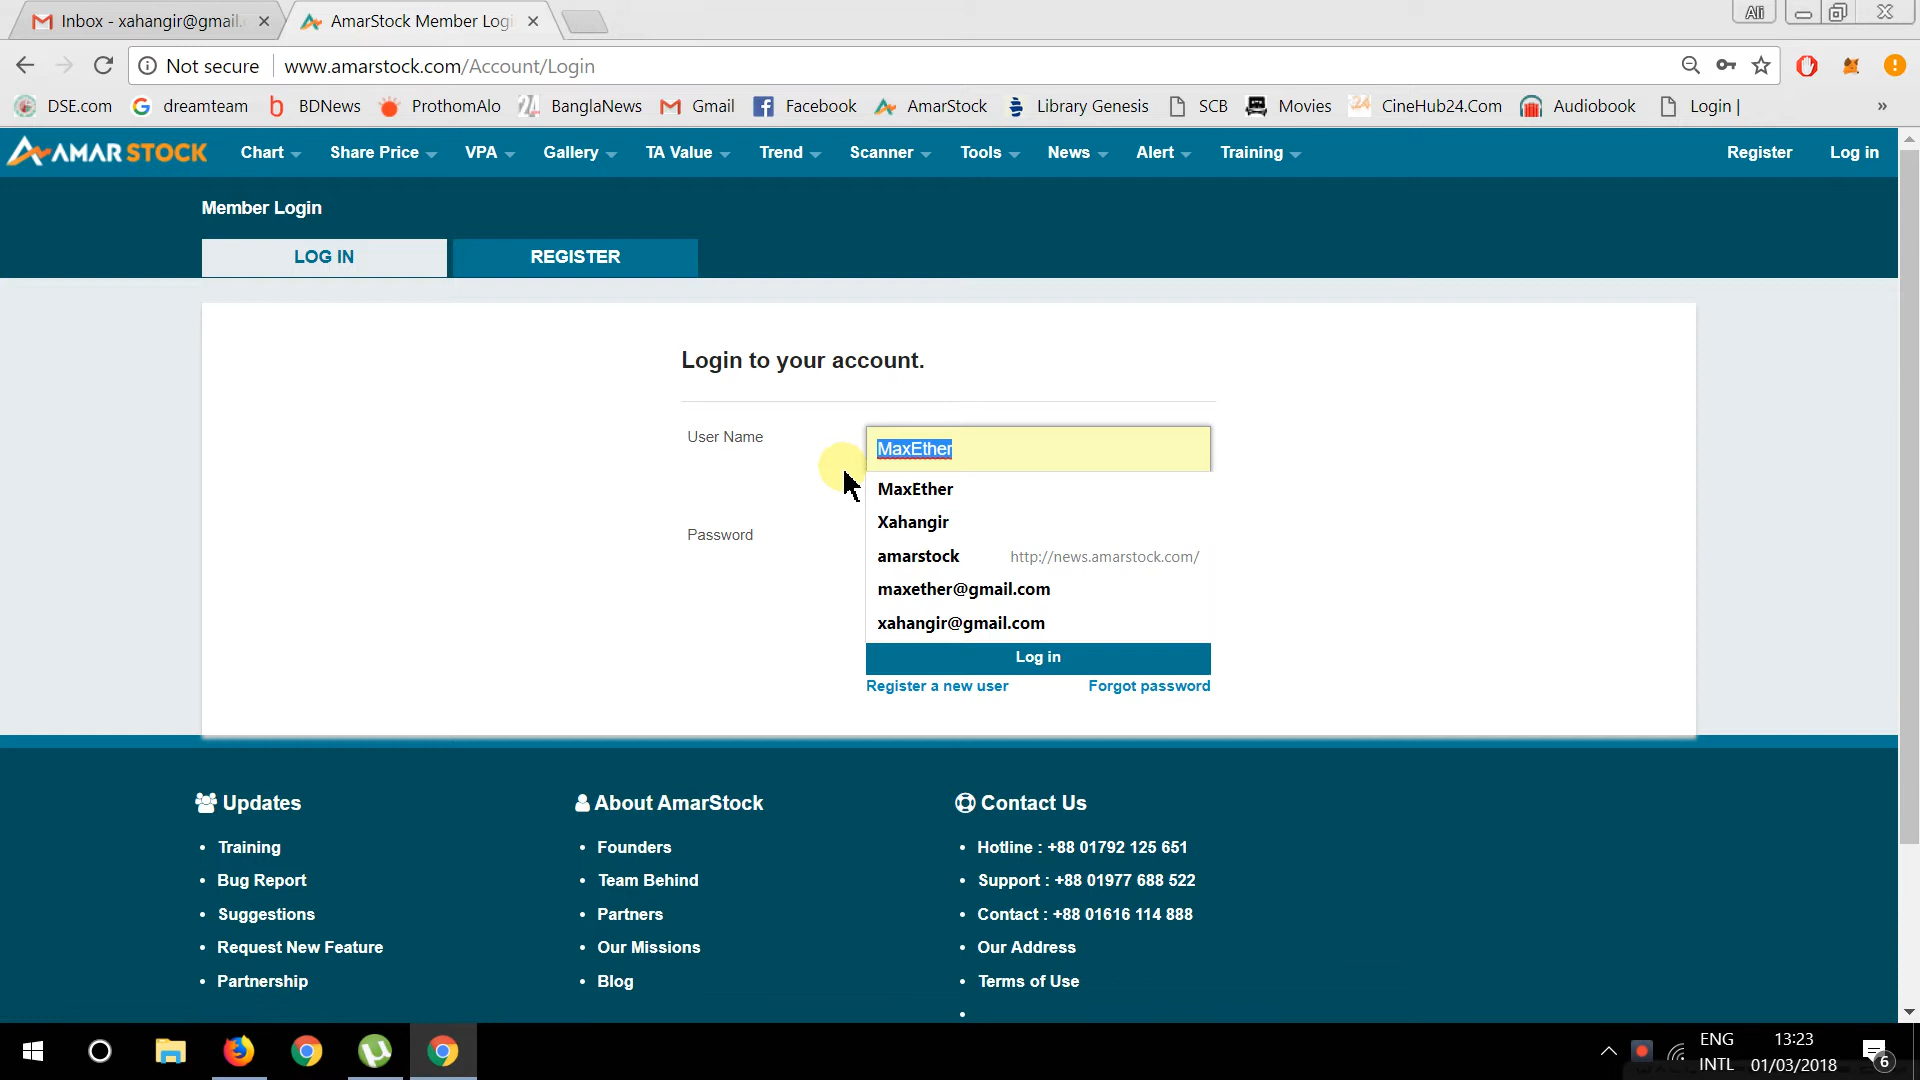 Inbox - xahangir@gmail.
AmarStock Member Logi
Ali
Not secure
www.amarstock.com/Account/Login
DSE.com
dreamteam
BDNews
ProthomAlo
BanglaNews
Gmail
Facebook
AmarStock
Library Genesis
SCB
Movies
CineHub24.Com
Audiobook
Login |
»
AMAR STOCK
Chart
Share Price
VPA
Gallery
TA Value
Trend
Scanner
Tools
News
Alert
Training
Register
Log in
Member Login
LOG IN
REGISTER
Login to your account.
User Name
MaxEther
MaxEther
Xahangir
amarstock http://news.amarstock.com/
Password
maxether@gmail.com
xahangir@gmail.com
Log in
Register a new user
Forgot password
Updates
• Training
• Bug Report
• Suggestions
• Request New Feature
• Partnership
About AmarStock
• Founders
• Team Behind
• Partners
• Our Missions
• Blog
Contact Us
• Hotline : +88 01792 125 651
• Support : +88 01977 688 522
• Contact : +88 01616 114 888
• Our Address
• Terms of Use
•
ENG
INTL
13:23
01/03/2018
6